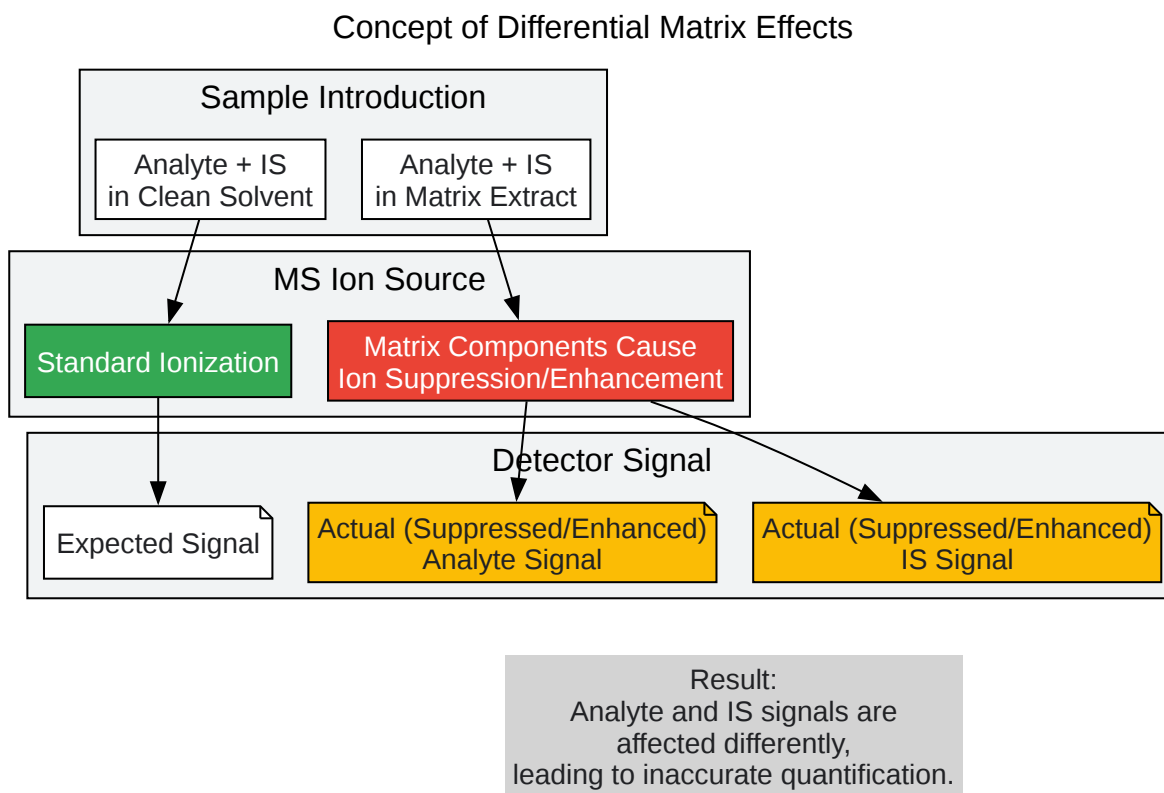 Concept of Differential Matrix Effects
Sample Introduction
Analyte + IS
in Clean Solvent
Analyte + IS
in Matrix Extract
MS Ion Source
Standard Ionization
Matrix Components Cause
Ion Suppression/Enhancement
Detector Signal
Expected Signal
Actual (Suppressed/Enhanced)
Analyte Signal
Actual (Suppressed/Enhanced)
IS Signal
Result:
Analyte and IS signals are
affected differently,
leading to inaccurate quantification.